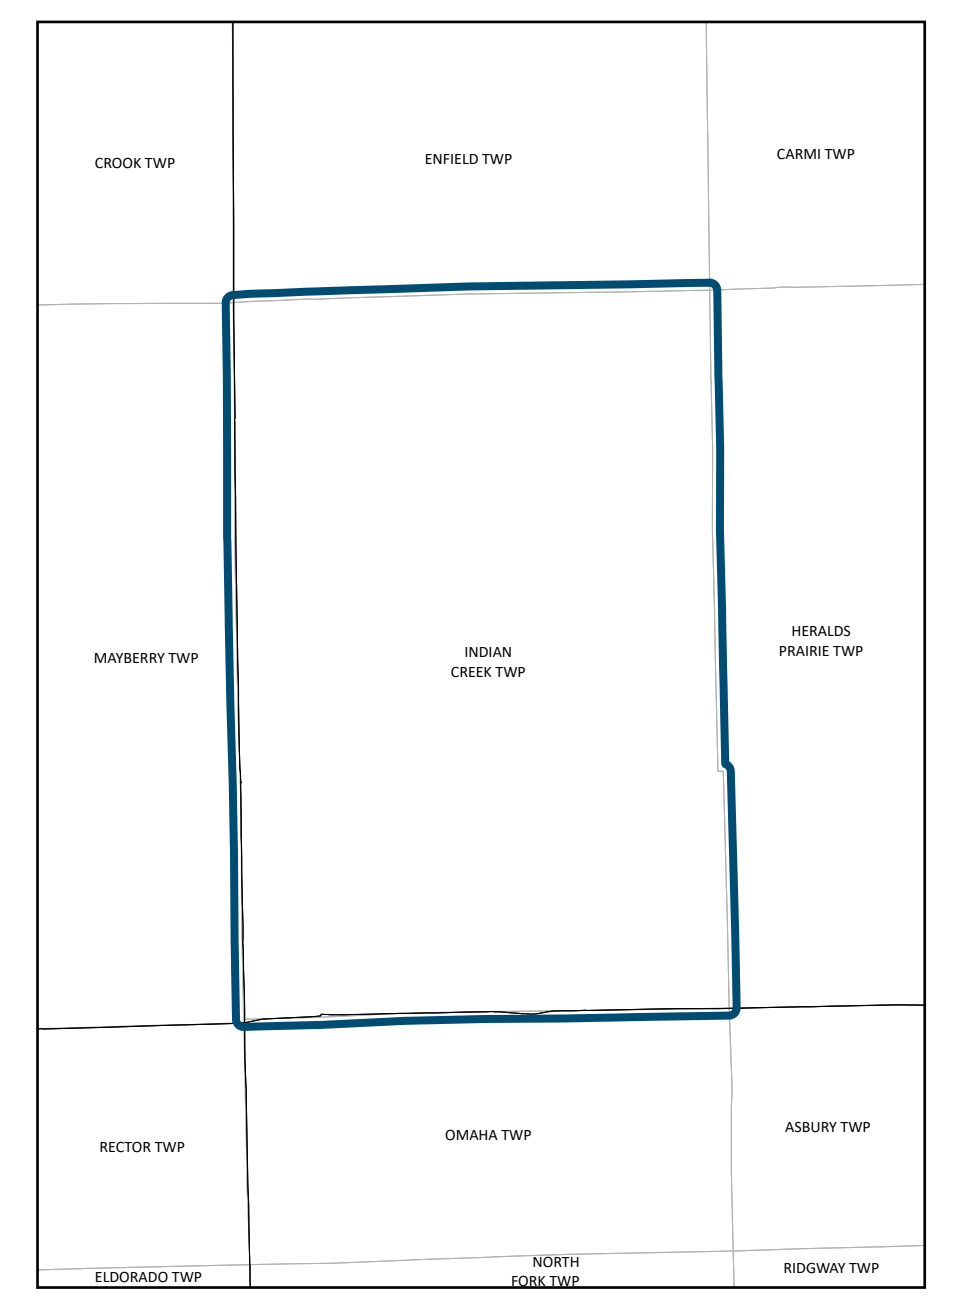 CROOK TWP
ENFIELD TWP
CARMI TWP
MAYBERRY TWP
INDIAN
CREEK TWP
HERALDS
PRAIRIE TWP
RECTOR TWP
OMAHA TWP
ASBURY TWP
ELDORADO TWP
NORTH
FORK TWP
RIDGWAY TWP